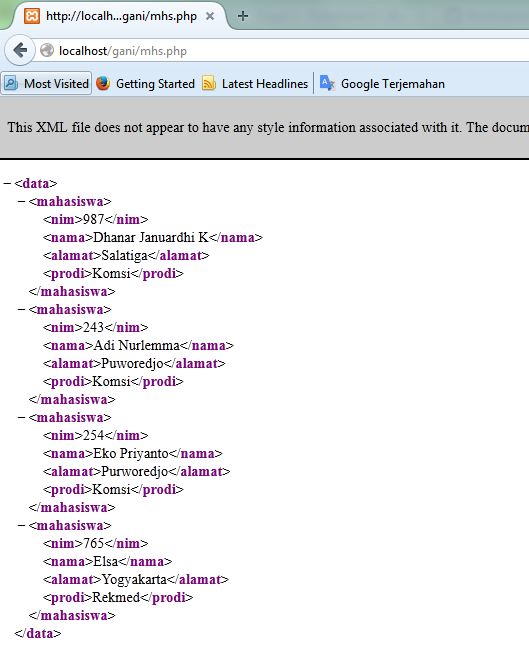 http://localh...gani/mhs.php
localhost/gani/mhs.php
Most Visited Getting Started Latest Headlines Google Terjemahan
This XML file does not appear to have any style information associated with it. The docum
– <data>
– <mahasiswa>
<nim>987</nim>
<nama>Dhanar Januardhi K</nama>
<alamat>Salatiga</alamat>
<prodi>Komsi</prodi>
</mahasiswa>
– <mahasiswa>
<nim>243</nim>
<nama>Adi Nurlemma</nama>
<alamat>Puworedjo</alamat>
<prodi>Komsi</prodi>
</mahasiswa>
– <mahasiswa>
<nim>254</nim>
<nama>Eko Priyanto</nama>
<alamat>Purworedjo</alamat>
<prodi>Komsi</prodi>
</mahasiswa>
– <mahasiswa>
<nim>765</nim>
<nama>Elsa</nama>
<alamat>Yogyakarta</alamat>
<prodi>Rekmed</prodi>
</mahasiswa>
</data>